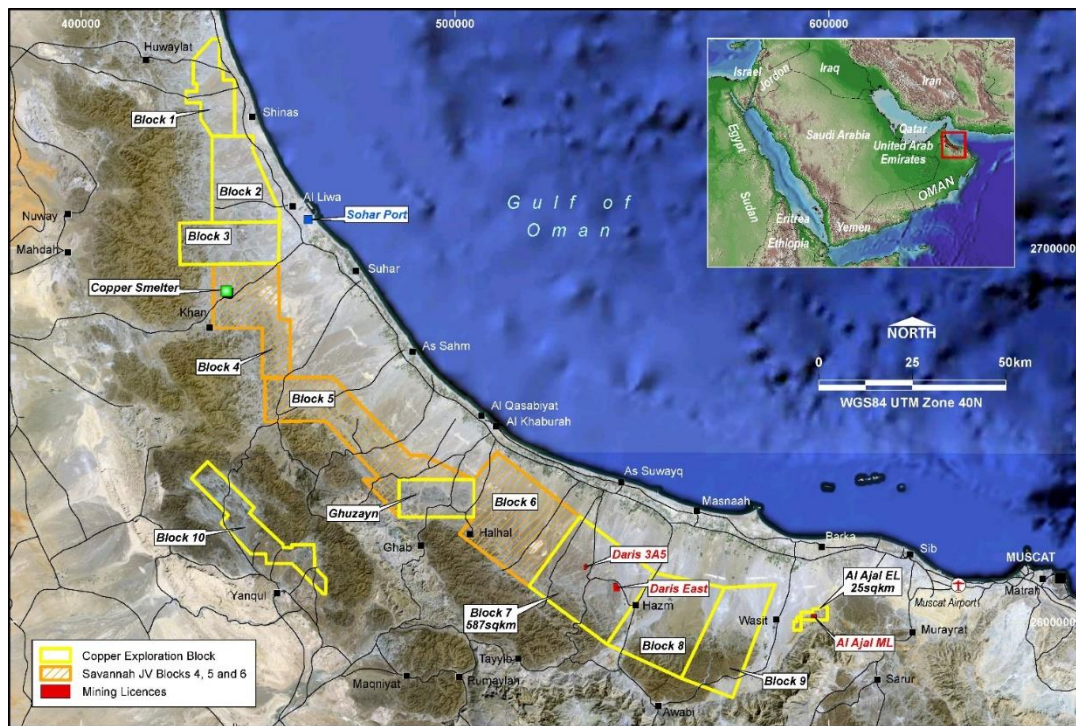 400000
500000
600000
Huwaylat
Shinas
Block 1
Block 2
Al Liwa
Sohar Port
Nuway
Block 3
Mahdah
Suhar
Copper Smelter
Khan
Block 4
As Sahm
Block 5
Al Qasabiyat
Al Khaburah
Gulf of
Oman
Israel
Jordon
Iraq
Iran
Egypt
Saudi Arabia
Qatar
United Arab
Emirates
OMAN
Sudan
Eritrea
Yemen
Ethiopia
2700000
NORTH
0 25 50km
WGS84 UTM Zone 40N
As Suwayq
Block 6
Masnaah
Ghuzayn
Halhal
Ghab
Block 10
Yanqul
Daris 3A5
Daris East
Barka
Sib
MUSCAT
Matrah
Muscat Airport
Al Ajal EL
25sqkm
Block 7
587sqkm
Hazm
Wasit
2600000
Murayrat
Al Ajal ML
Block 8
Block 9
Tayyib
Maqniyat
Rumaylah
Sarur
Awabi
Copper Exploration Block
Savannah JV Blocks 4, 5 and 6
Mining Licences